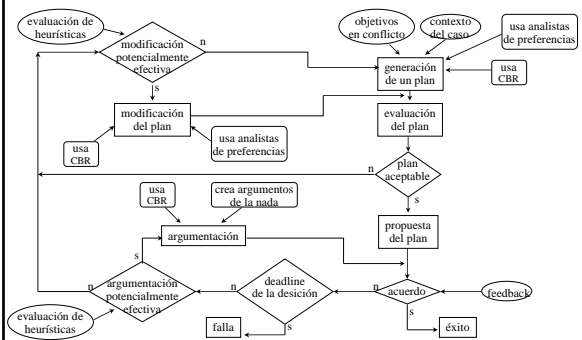 evaluación de
heurísticas
modificación
potencialmente
efectiva
n
s
objetivos
en conflicto
contexto
del caso
usa analistas
de preferencias
generación
de un plan
usa
CBR
modificación
del plan
usa
CBR
usa analistas
de preferencias
evaluación
del plan
n
plan
aceptable
s
usa
CBR
crea argumentos
de la nada
argumentación
propuesta
del plan
s
n
argumentación
potencialmente
efectiva
n
deadline
de la desición
s
n
acuerdo
s
feedback
evaluación de
heurísticas
falla
éxito